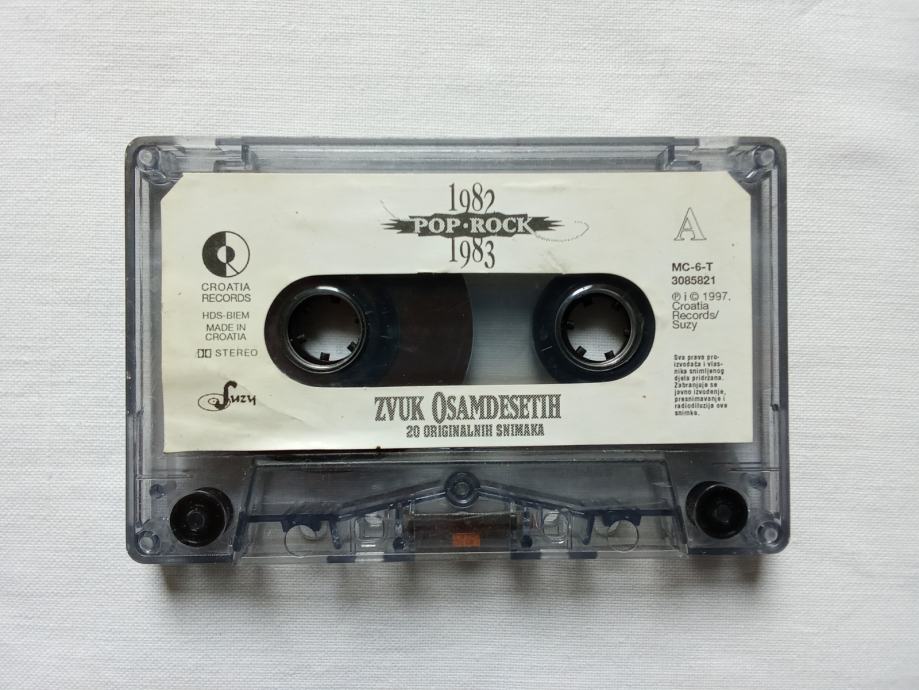 1982
POP·ROCK
1983
A
CROATIA
RECORDS
HDS-BIEM
MADE IN
CROATIA
STEREO
Suzy
MC-6-T
3085821
℗ i © 1997.
Croatia
Records/
Suzy
Sva prava pro-
izvođača i vlas-
nika snimljenog
djela pridržana.
Zabranjuje se
javno izvođenje,
presnimavanje i
radiodifuzija ove
snimke.
ZVUK OSAMDESETIH
20 ORIGINALNIH SNIMAKA